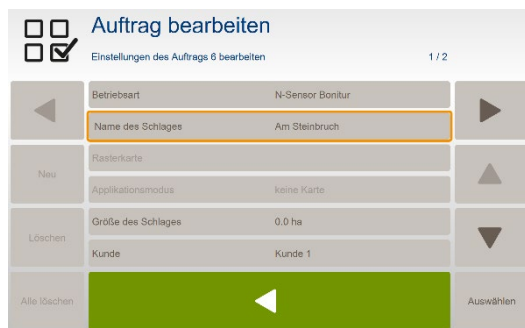 Auftrag bearbeiten
Einstellungen des Auftrags 6 bearbeiten 1 / 2
Betriebsart N-Sensor Bonitur
Name des Schlages Am Steinbruch
Neu
Rasterkarte
Applikationsmodus keine Karte
Löschen
Größe des Schlages 0.0 ha
Kunde Kunde 1
Alle löschen
Auswählen